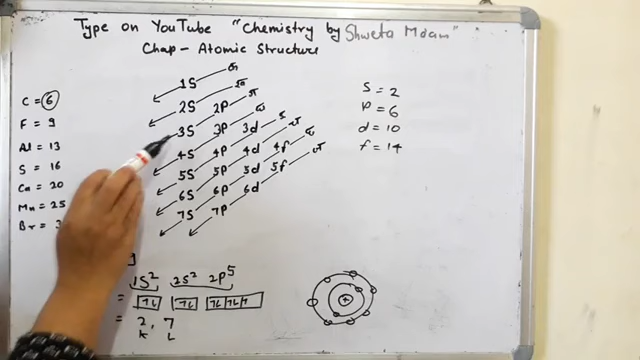 Type on YouTube "Chemistry by Shweta Mdam"
Chap - Atomic Structure
1S
2S 2P
3S 3P 3d
4S 4P 4d 4f
5S 5P 5d 5f
6S 6P 6d
7S 7P
S = 2
P = 6
d = 10
f = 14
C = 6
F = 9
Al = 13
S = 16
Ca = 20
Mn = 25
Br = 3
1S² 2S² 2P⁵
=
= 2, 7
K L